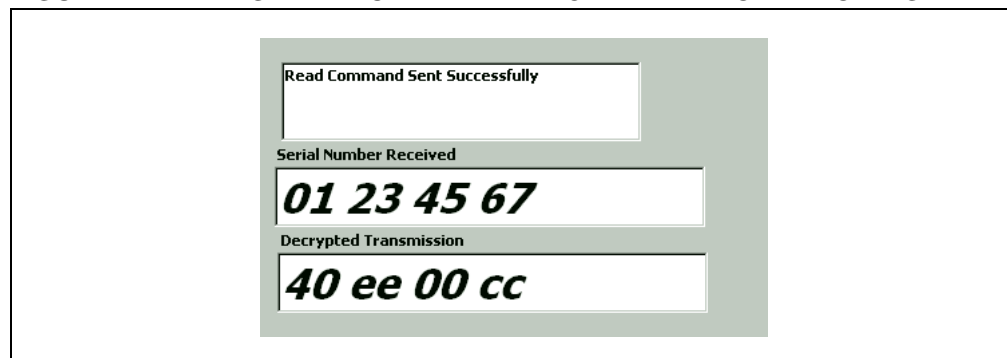 Read Command Sent Successfully
Serial Number Received
01 23 45 67
Decrypted Transmission
40 ee 00 cc